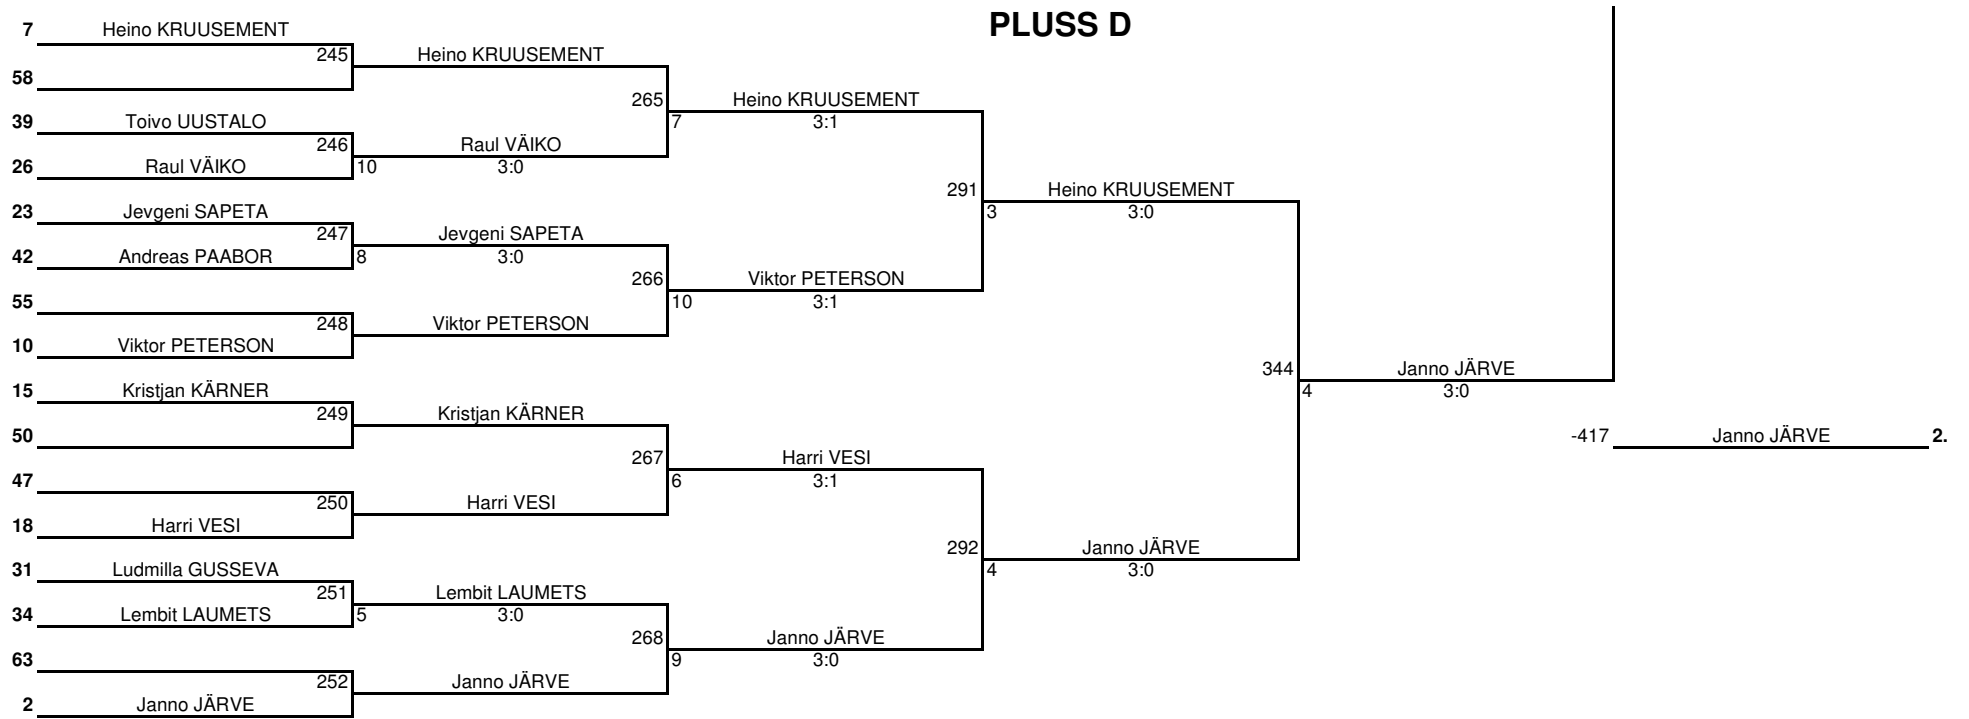 PLUSS D
7 Heino KRUUSEMENT
245 Heino KRUUSEMENT
58
265 Heino KRUUSEMENT
39 Toivo UUSTALO
7 3:1
246 Raul VÄIKO
26 Raul VÄIKO
10 3:0
291 Heino KRUUSEMENT
23 Jevgeni SAPETA
3 3:0
247 Jevgeni SAPETA
42 Andreas PAABOR
8 3:0
266 Viktor PETERSON
55
10 3:1
248 Viktor PETERSON
10 Viktor PETERSON
344 Janno JÄRVE
15 Kristjan KÄRNER
4 3:0
249 Kristjan KÄRNER
50
-417 Janno JÄRVE 2.
267 Harri VESI
47
6 3:1
250 Harri VESI
18 Harri VESI
292 Janno JÄRVE
31 Ludmilla GUSSEVA
4 3:0
251 Lembit LAUMETS
34 Lembit LAUMETS
5 3:0
268 Janno JÄRVE
63
9 3:0
252 Janno JÄRVE
2 Janno JÄRVE